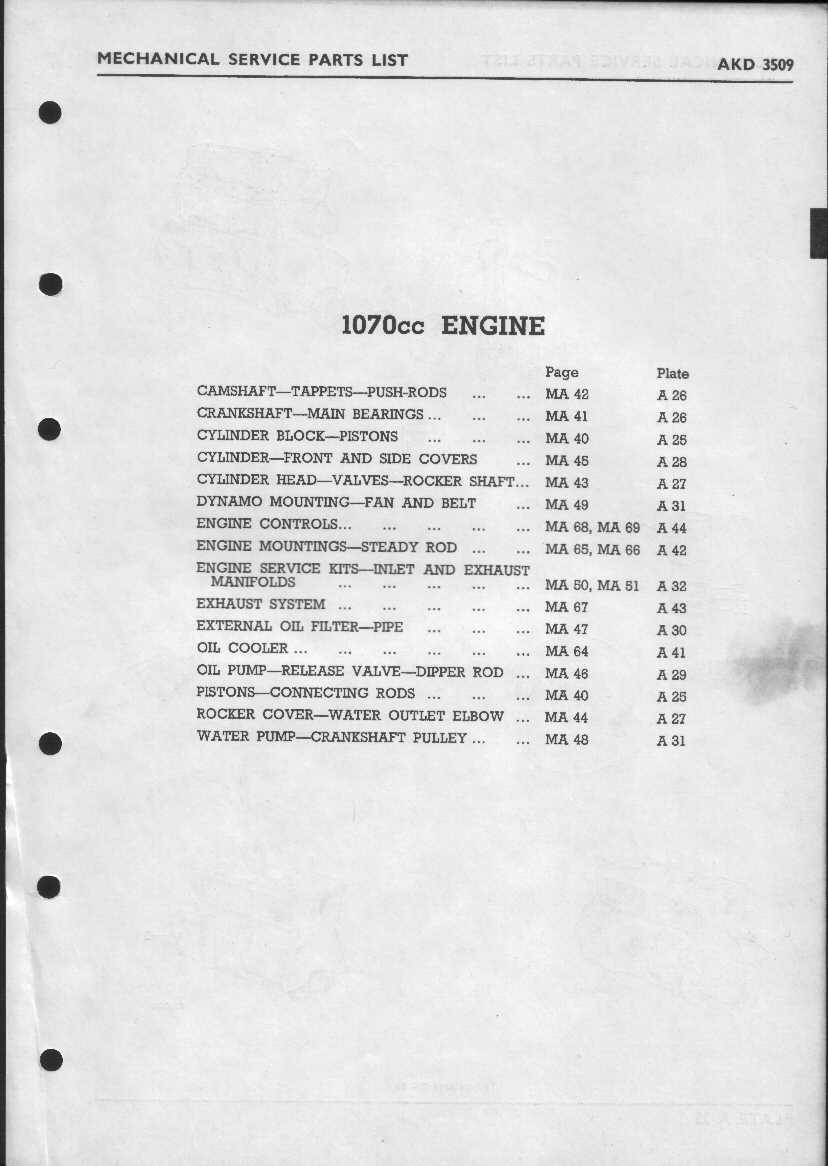 MECHANICAL SERVICE PARTS LIST AKD 3509
1070cc ENGINE
Page Plate
CAMSHAFT—TAPPETS—PUSH-RODS ... ... MA 42 A 26
CRANKSHAFT—MAIN BEARINGS ... ... ... MA 41 A 26
CYLINDER BLOCK—PISTONS ... ... ... MA 40 A 25
CYLINDER—FRONT AND SIDE COVERS ... MA 45 A 28
CYLINDER HEAD—VALVES—ROCKER SHAFT... MA 43 A 27
DYNAMO MOUNTING—FAN AND BELT ... MA 49 A 31
ENGINE CONTROLS... ... ... ... ... MA 68, MA 69 A 44
ENGINE MOUNTINGS—STEADY ROD ... ... MA 65, MA 66 A 42
ENGINE SERVICE KITS—INLET AND EXHAUST
MANIFOLDS ... ... ... ... ... MA 50, MA 51 A 32
EXHAUST SYSTEM ... ... ... ... ... MA 67 A 43
EXTERNAL OIL FILTER—PIPE ... ... ... MA 47 A 30
OIL COOLER ... ... ... ... ... ... MA 64 A 41
OIL PUMP—RELEASE VALVE—DIPPER ROD ... MA 46 A 29
PISTONS—CONNECTING RODS ... ... ... MA 40 A 25
ROCKER COVER—WATER OUTLET ELBOW ... MA 44 A 27
WATER PUMP—CRANKSHAFT PULLEY ... ... MA 48 A 31